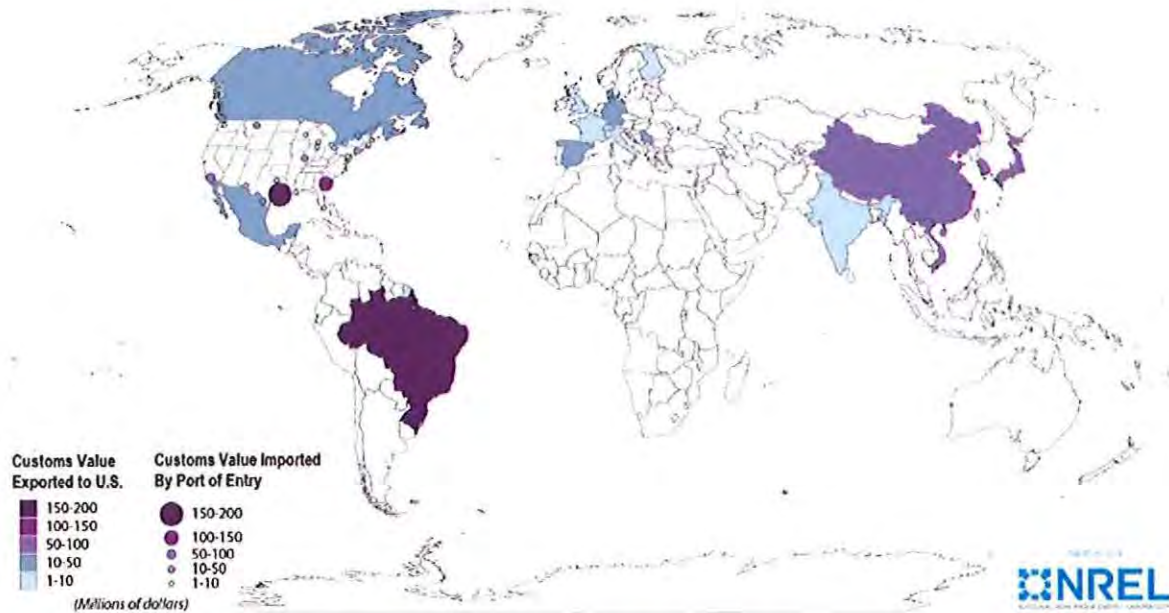 Customs Value
Exported to U.S.
150-200
100-150
50-100
10-50
1-10
Customs Value Imported
By Port of Entry
150-200
100-150
50-100
10-50
1-10
(Millions of dollars)
NREL